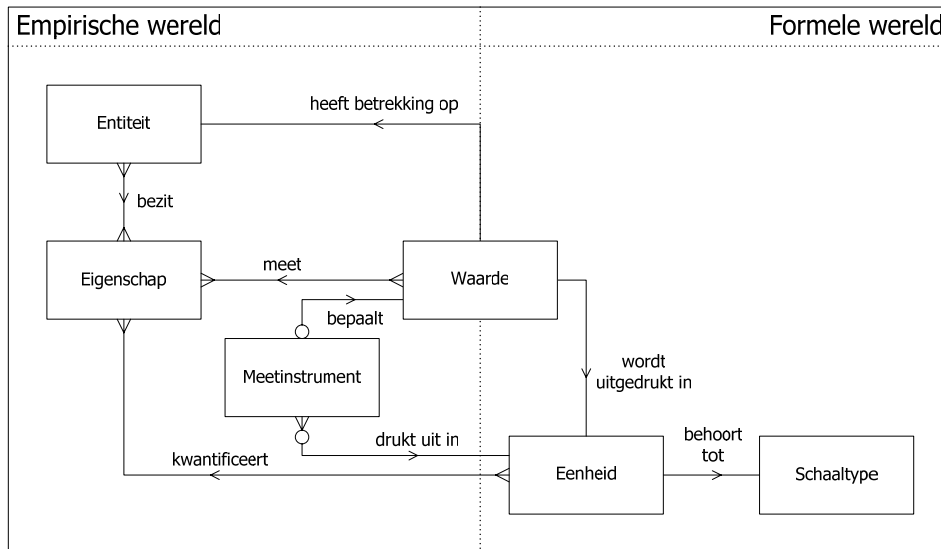 Empirische wereld
Formele wereld
heeft betrekking op
Entiteit
bezit
Eigenschap
meet
Waarde
bepaalt
Meetinstrument
wordt
uitgedrukt in
drukt uit in
kwantificeert
Eenheid
behoort
tot
Schaaltype